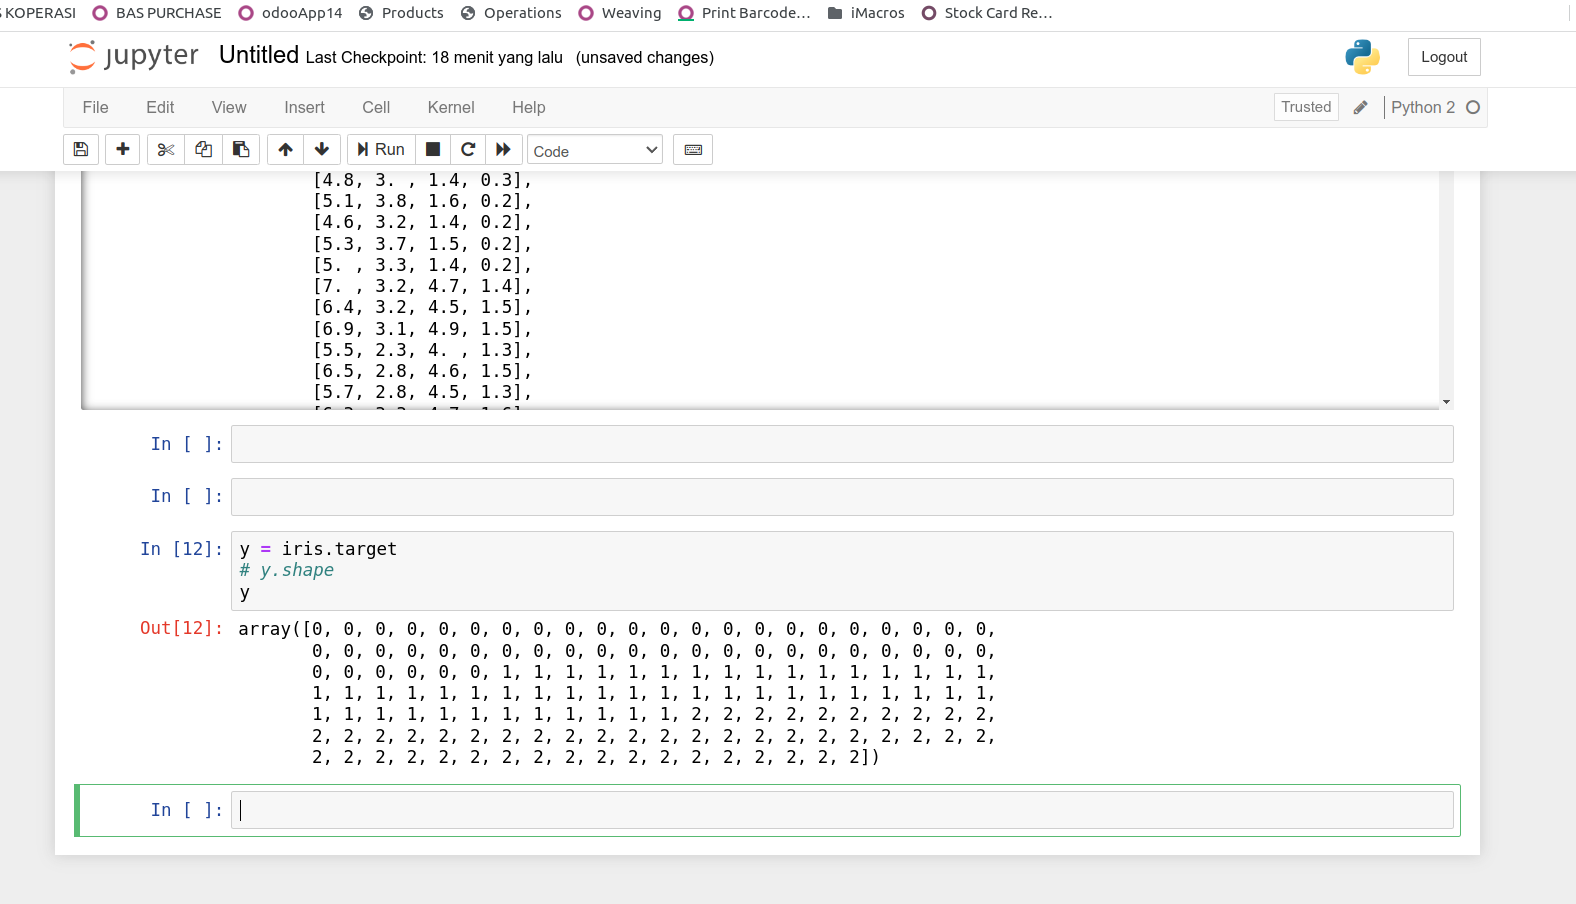 KOPERASI BAS PURCHASE odooApp14 Products Operations Weaving Print Barcode... iMacros Stock Card Re...
jupyter Untitled Last Checkpoint: 18 menit yang lalu (unsaved changes) Logout
File Edit View Insert Cell Kernel Help Trusted Python 2
Run Code
[4.8, 3. , 1.4, 0.3],
[5.1, 3.8, 1.6, 0.2],
[4.6, 3.2, 1.4, 0.2],
[5.3, 3.7, 1.5, 0.2],
[5. , 3.3, 1.4, 0.2],
[7. , 3.2, 4.7, 1.4],
[6.4, 3.2, 4.5, 1.5],
[6.9, 3.1, 4.9, 1.5],
[5.5, 2.3, 4. , 1.3],
[6.5, 2.8, 4.6, 1.5],
[5.7, 2.8, 4.5, 1.3],
In [ ]:
In [ ]:
In [12]: y = iris.target
# y.shape
y
Out[12]: array([0, 0, 0, 0, 0, 0, 0, 0, 0, 0, 0, 0, 0, 0, 0, 0, 0, 0, 0, 0, 0, 0,
0, 0, 0, 0, 0, 0, 0, 0, 0, 0, 0, 0, 0, 0, 0, 0, 0, 0, 0, 0, 0, 0,
0, 0, 0, 0, 0, 0, 1, 1, 1, 1, 1, 1, 1, 1, 1, 1, 1, 1, 1, 1, 1, 1,
1, 1, 1, 1, 1, 1, 1, 1, 1, 1, 1, 1, 1, 1, 1, 1, 1, 1, 1, 1, 1, 1,
1, 1, 1, 1, 1, 1, 1, 1, 1, 1, 1, 1, 2, 2, 2, 2, 2, 2, 2, 2, 2, 2,
2, 2, 2, 2, 2, 2, 2, 2, 2, 2, 2, 2, 2, 2, 2, 2, 2, 2, 2, 2, 2, 2,
2, 2, 2, 2, 2, 2, 2, 2, 2, 2, 2, 2, 2, 2, 2, 2, 2, 2])
In [ ]: